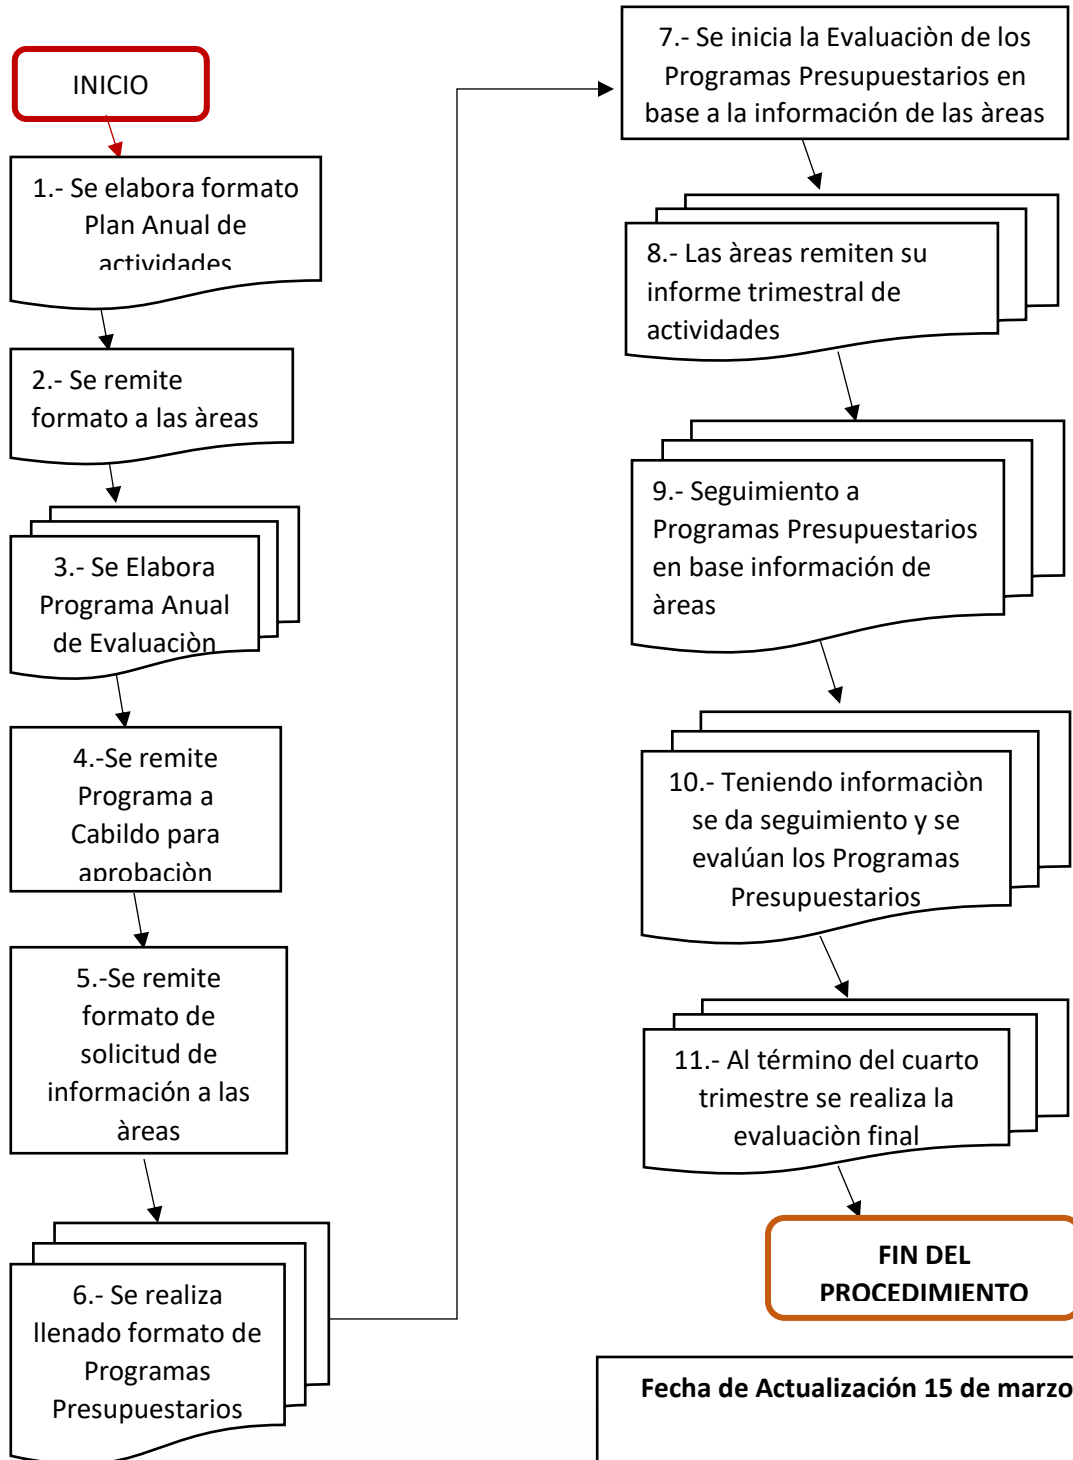 INICIO
1.- Se elabora formato
Plan Anual de
actividades
2.- Se remite
formato a las àreas
3.- Se Elabora
Programa Anual
de Evaluaciòn
4.-Se remite
Programa a
Cabildo para
aprobaciòn
5.-Se remite
formato de
solicitud de
información a las
àreas
6.- Se realiza
llenado formato de
Programas
Presupuestarios
7.- Se inicia la Evaluaciòn de los
Programas Presupuestarios en
base a la información de las àreas
8.- Las àreas remiten su
informe trimestral de
actividades
9.- Seguimiento a
Programas Presupuestarios
en base información de
àreas
10.- Teniendo informaciòn
se da seguimiento y se
evalúan los Programas
Presupuestarios
11.- Al término del cuarto
trimestre se realiza la
evaluaciòn final
FIN DEL
PROCEDIMIENTO
Fecha de Actualización 15 de marzo